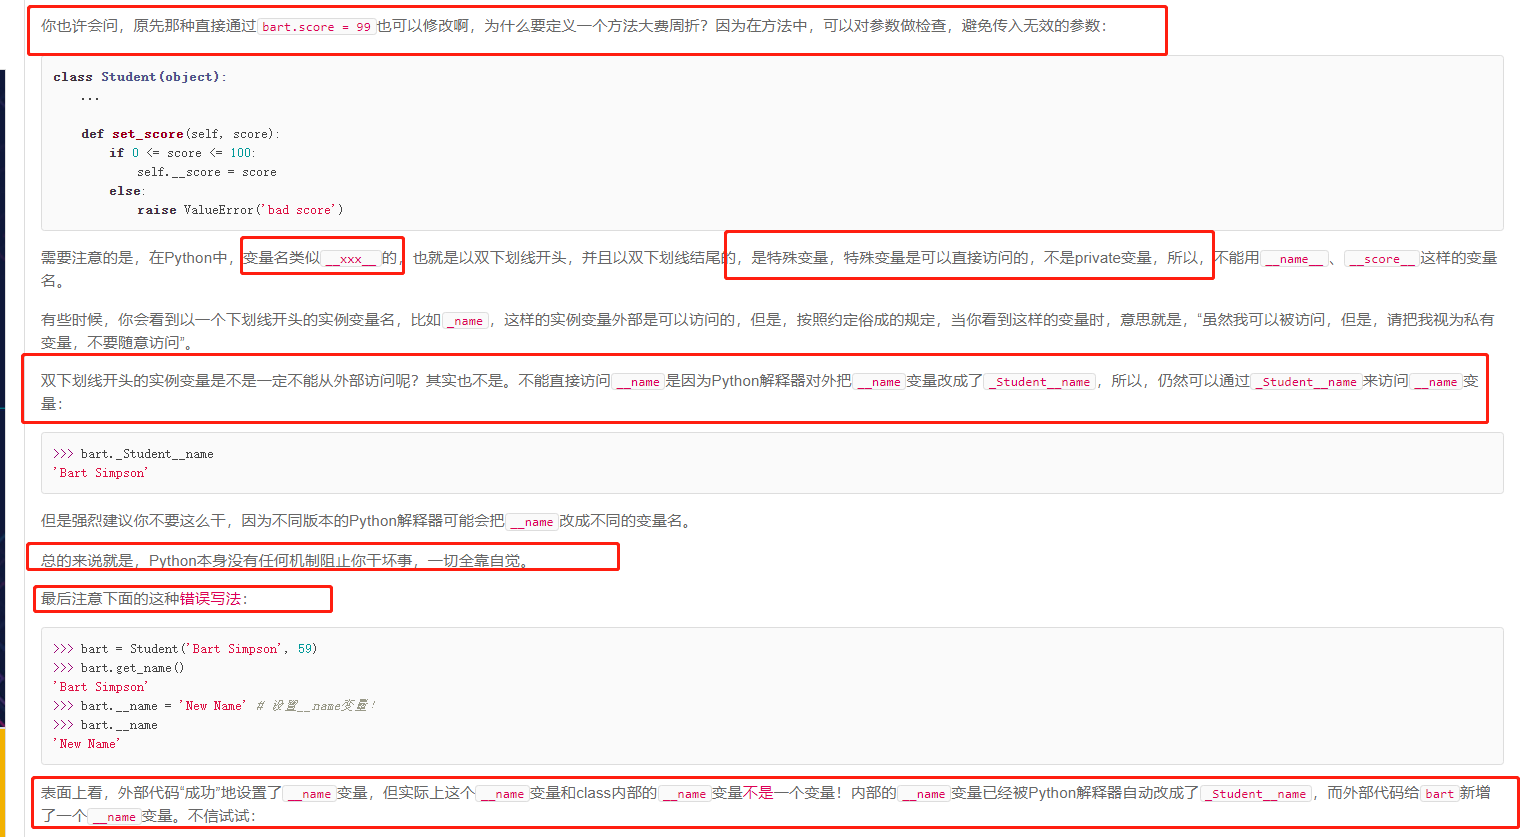 你也许会问，原先那种直接通过bart.score = 99也可以修改啊，为什么要定义一个方法大费周折？因为在方法中，可以对参数做检查，避免传入无效的参数：
class Student(object):
...
def set_score(self, score):
if 0 <= score <= 100:
self.__score = score
else:
raise ValueError('bad score')
需要注意的是，在Python中，变量名类似__xxx__的，也就是以双下划线开头，并且以双下划线结尾的，是特殊变量，特殊变量是可以直接访问的，不是private变量，所以，不能用__name__、__score__这样的变量
名。
有些时候，你会看到以一个下划线开头的实例变量名，比如_name，这样的实例变量外部是可以访问的，但是，按照约定俗成的规定，当你看到这样的变量时，意思就是，“虽然我可以被访问，但是，请把我视为私有
变量，不要随意访问”。
双下划线开头的实例变量是不是一定不能从外部访问呢？其实也不是。不能直接访问__name是因为Python解释器对外把__name变量改成了_Student__name，所以，仍然可以通过_Student__name来访问__name变
量：
>>> bart._Student__name
'Bart Simpson'
但是强烈建议你不要这么干，因为不同版本的Python解释器可能会把__name改成不同的变量名。
总的来说就是，Python本身没有任何机制阻止你干坏事，一切全靠自觉。
最后注意下面的这种错误写法：
>>> bart = Student('Bart Simpson', 59)
>>> bart.get_name()
'Bart Simpson'
>>> bart.__name = 'New Name' # 设置__name变量！
>>> bart.__name
'New Name'
表面上看，外部代码“成功”地设置了__name变量，但实际上这个__name变量和class内部的__name变量不是一个变量！内部的__name变量已经被Python解释器自动改成了_Student__name，而外部代码给bart新增
了一个__name变量。不信试试：